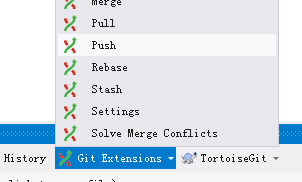 Merge
Pull
Push
Rebase
Stash
Settings
Solve Merge Conflicts
History Git Extensions TortoiseGit